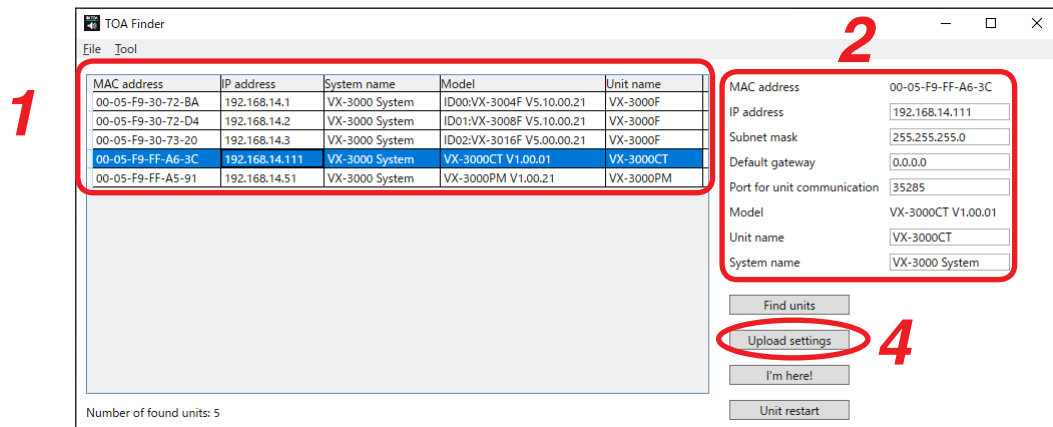 TOA Finder
File Tool
2
1
MAC address IP address System name Model Unit name
00-05-F9-30-72-BA 192.168.14.1 VX-3000 System ID00:VX-3004F V5.10.00.21 VX-3000F
00-05-F9-30-72-D4 192.168.14.2 VX-3000 System ID01:VX-3008F V5.10.00.21 VX-3000F
00-05-F9-30-73-20 192.168.14.3 VX-3000 System ID02:VX-3016F V5.00.00.21 VX-3000F
00-05-F9-FF-A6-3C 192.168.14.111 VX-3000 System VX-3000CT V1.00.01 VX-3000CT
00-05-F9-FF-A5-91 192.168.14.51 VX-3000 System VX-3000PM V1.00.21 VX-3000PM
Number of found units: 5
MAC address 00-05-F9-FF-A6-3C
IP address 192.168.14.111
Subnet mask 255.255.255.0
Default gateway 0.0.0.0
Port for unit communication 35285
Model VX-3000CT V1.00.01
Unit name VX-3000CT
System name VX-3000 System
Find units
Upload settings
4
I'm here!
Unit restart